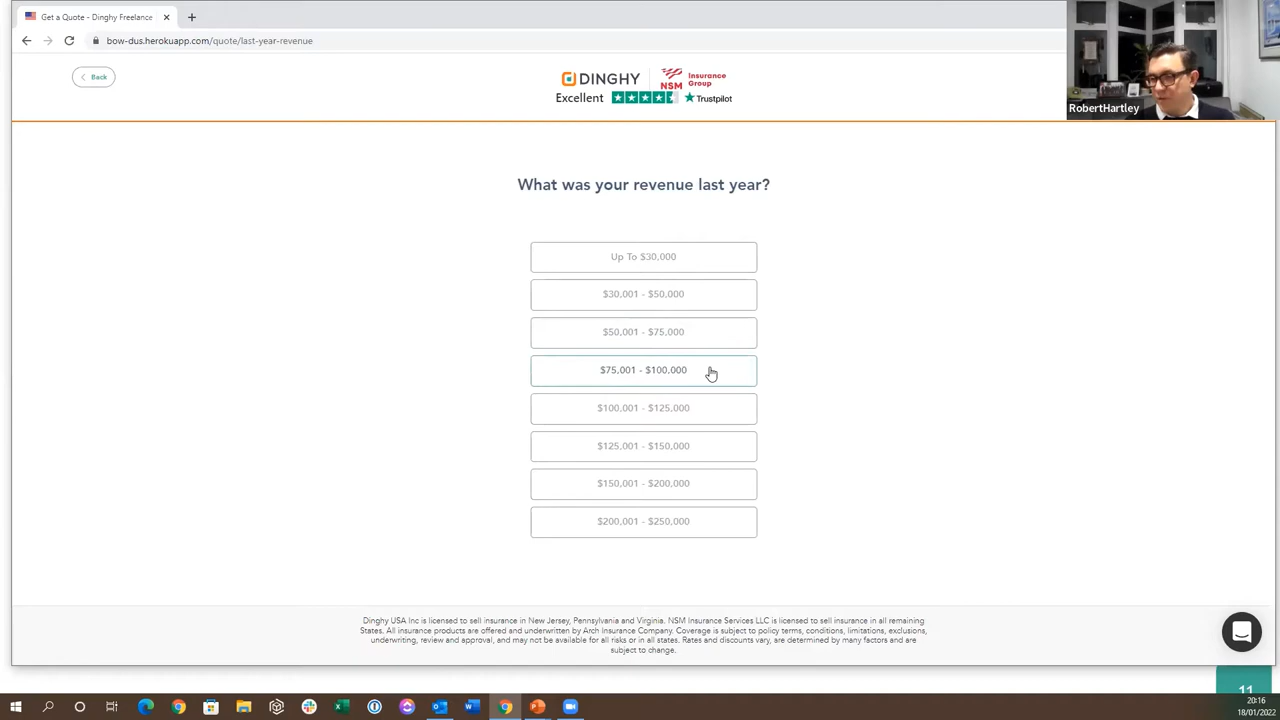 Get a Quote - Dinghy Freelance
bow-dus.herokuapp.com/quote/last-year-revenue
Back
DINGHY
NSM
Insurance
Group
Excellent
Trustpilot
RobertHartley
What was your revenue last year?
Up To $30,000
$30,001 - $50,000
$50,001 - $75,000
$75,001 - $100,000
$100,001 - $125,000
$125,001 - $150,000
$150,001 - $200,000
$200,001 - $250,000
Dinghy USA Inc is licensed to sell insurance in New Jersey, Pennsylvania and Virginia. NSM Insurance Services LLC is licensed to sell insurance in all remaining
States. All insurance products are offered and underwritten by Arch Insurance Company. Coverage is subject to policy terms, conditions, limitations, exclusions,
underwriting, review and approval, and may not be available for all risks or in all states. Rates and discounts vary, are determined by many factors and are
subject to change.
11
20:16
18/01/2022